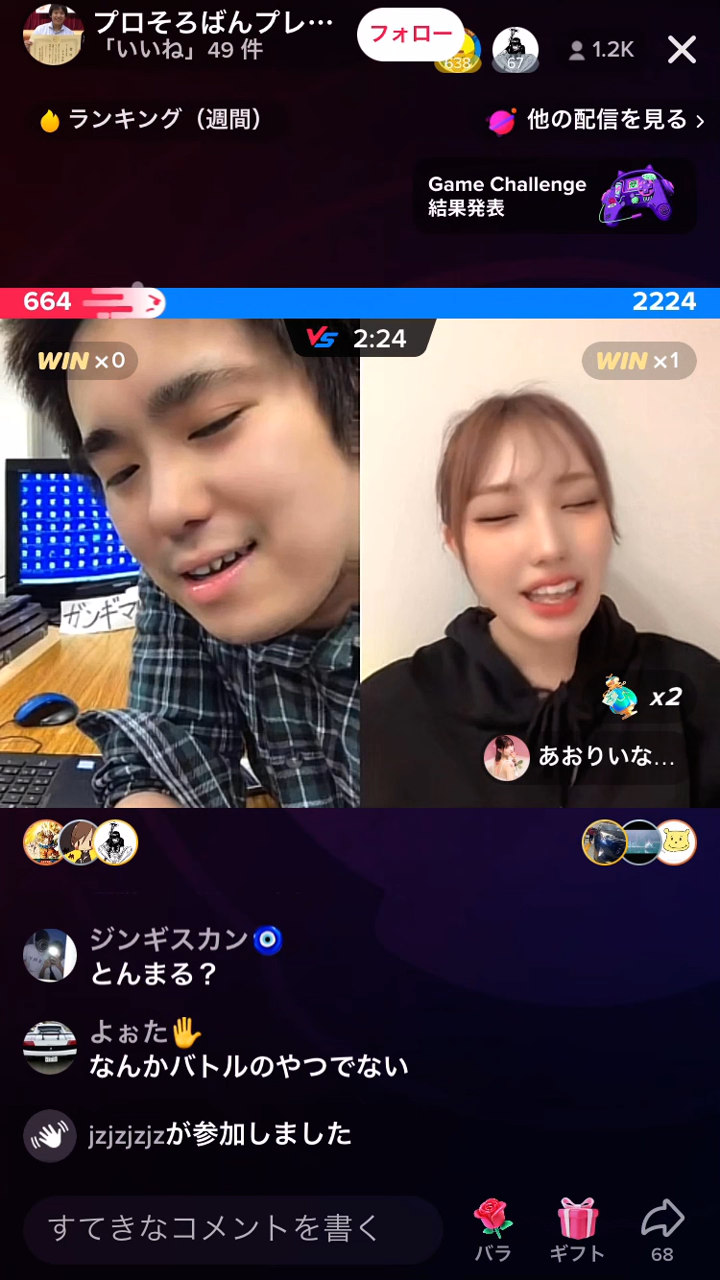 プロそろばんプレ…
「いいね」49 件
フォロー
638
67
1.2K
ランキング（週間）
他の配信を見る
Game Challenge
結果発表
664
2224
VS 2:24
WIN x0
WIN x1
ガンギマ
x2
あおりいな…
ジンギスカン
とんまる？
よぉた
なんかバトルのやつでない
jzjzjzjzが参加しました
すてきなコメントを書く
バラ
ギフト
68